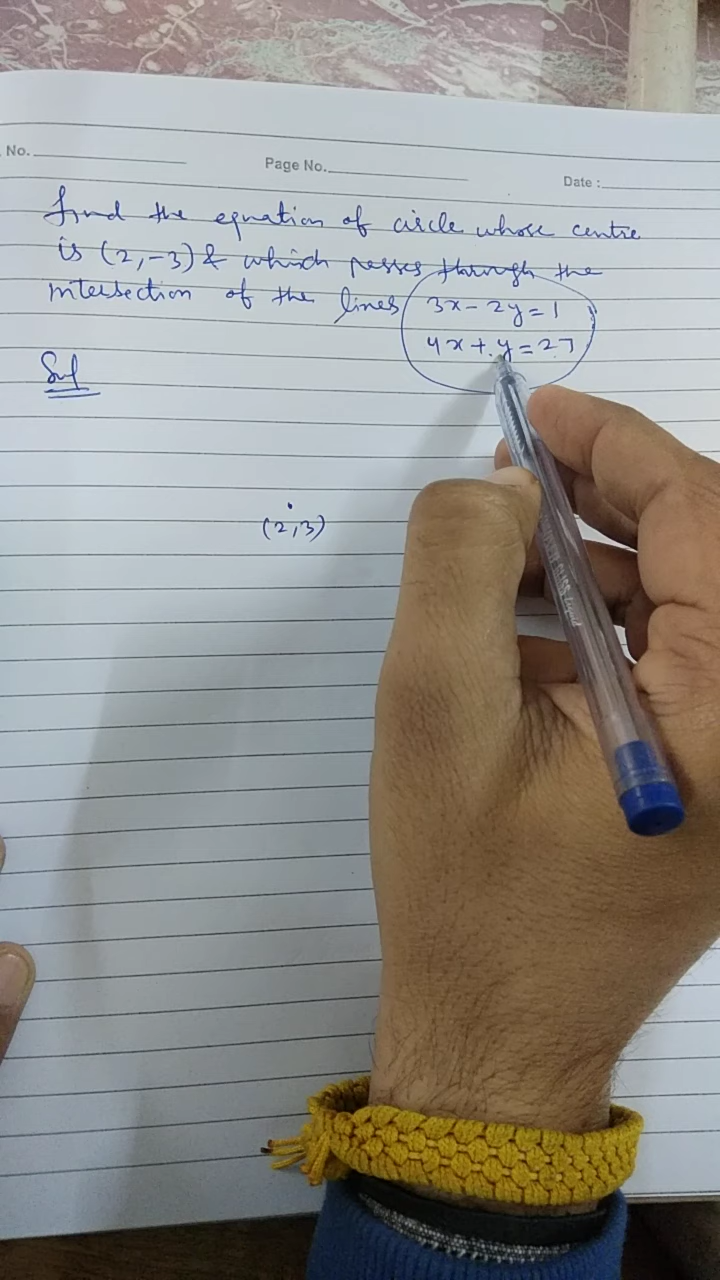 No.
Page No.
Date :
find the equation of circle whose centre
is (2,-3) & which passes through the
intersection of the lines 3x - 2y = 1
4x + y = 27
Sol
(2,3)